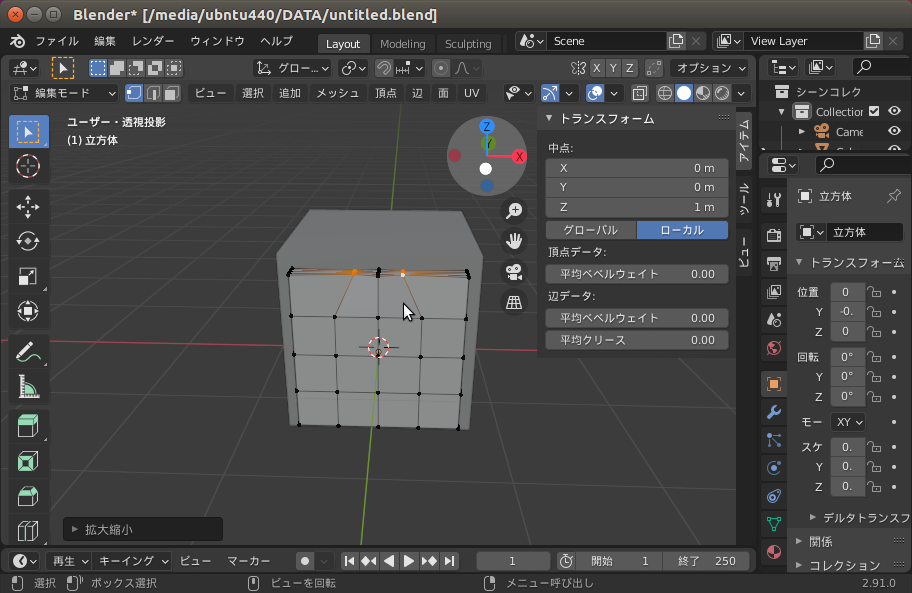 Blender* [/media/ubntu440/DATA/untitled.blend]
ファイル 編集 レンダー ウィンドウ ヘルプ Layout Modeling Sculpting Scene View Layer
グロー... オプション
X Y Z
編集モード ビュー 選択 追加 メッシュ 頂点 辺 面 UV
シーンコレク
Collection
Came
ユーザー・透視投影
(1) 立方体
Z
X
トランスフォーム
中点:
X 0 m
Y 0 m
Z 1 m
グローバル ローカル
頂点データ:
平均ベベルウェイト 0.00
辺データ:
平均ベベルウェイト 0.00
平均クリース 0.00
アイテム
ツール
ビュー
立方体
立方体
トランスフォーム
位置 0
Y -0.
Z 0
回転 0°
Y 0°
Z 0°
モー XY
スケ 0.
Y 0.
Z 0.
デルタトランスフ
関係
コレクション
拡大縮小
再生 キーイング ビュー マーカー 1 開始 1 終了 250
選択 ボックス選択 ビューを回転 メニュー呼び出し 2.91.0